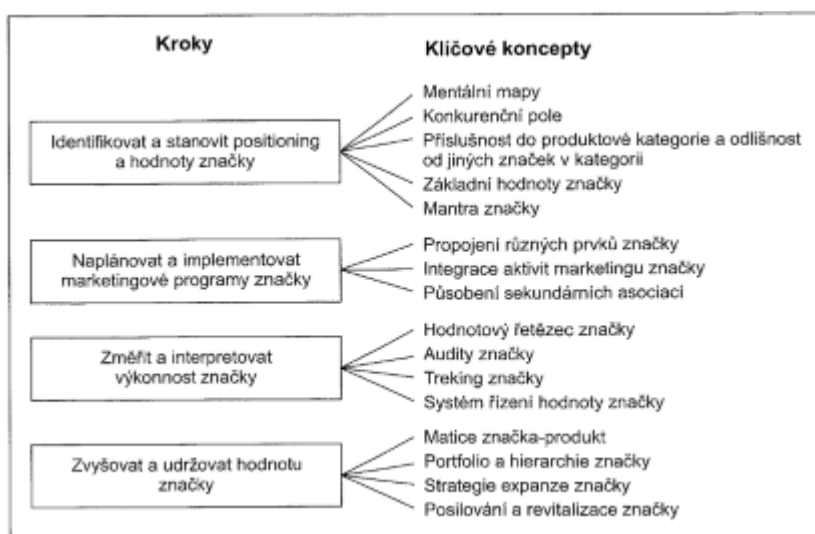 Kroky
Klíčové koncepty
Identifikovat a stanovit positioning
a hodnoty značky
Mentální mapy
Konkurenční pole
Příslušnost do produktové kategorie a odlišnost
od jiných značek v kategorii
Základní hodnoty značky
Mantra značky
Naplánovat a implementovat
marketingové programy značky
Propojení různých prvků značky
Integrace aktivit marketingu značky
Působení sekundárních asociací
Změřit a interpretovat
výkonnost značky
Hodnotový řetězec značky
Audity značky
Treking značky
Systém řízení hodnoty značky
Zvyšovat a udržovat hodnotu
značky
Matice značka-produkt
Portfolio a hierarchie značky
Strategie expanze značky
Posilování a revitalizace značky